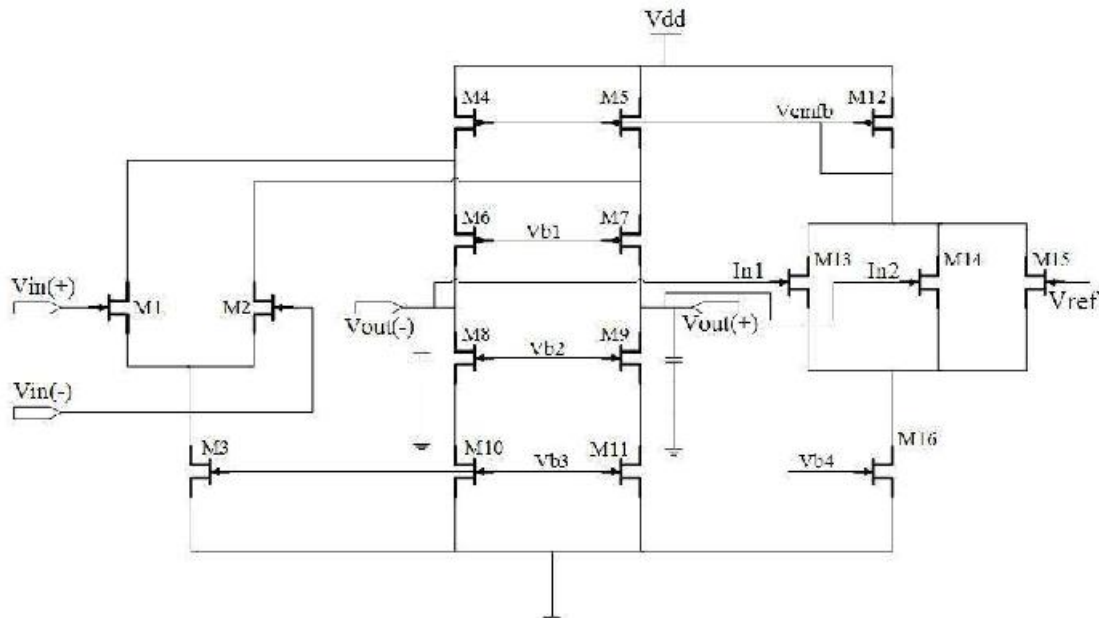 Vdd
M4
M5
Vcmfb
M12
M6
Vb1
M7
In1
M13
In2
M14
M15
Vin(+)
M1
M2
Vout(-)
Vout(+)
Vref
M8
Vb2
M9
Vin(-)
M3
M10
Vb3
M11
Vb4
M16